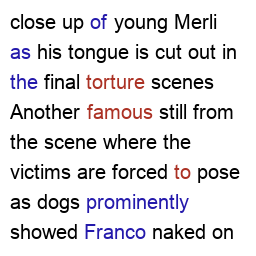 close up of young Merli
as his tongue is cut out in
the final torture scenes
Another famous still from
the scene where the
victims are forced to pose
as dogs prominently
showed Franco naked on